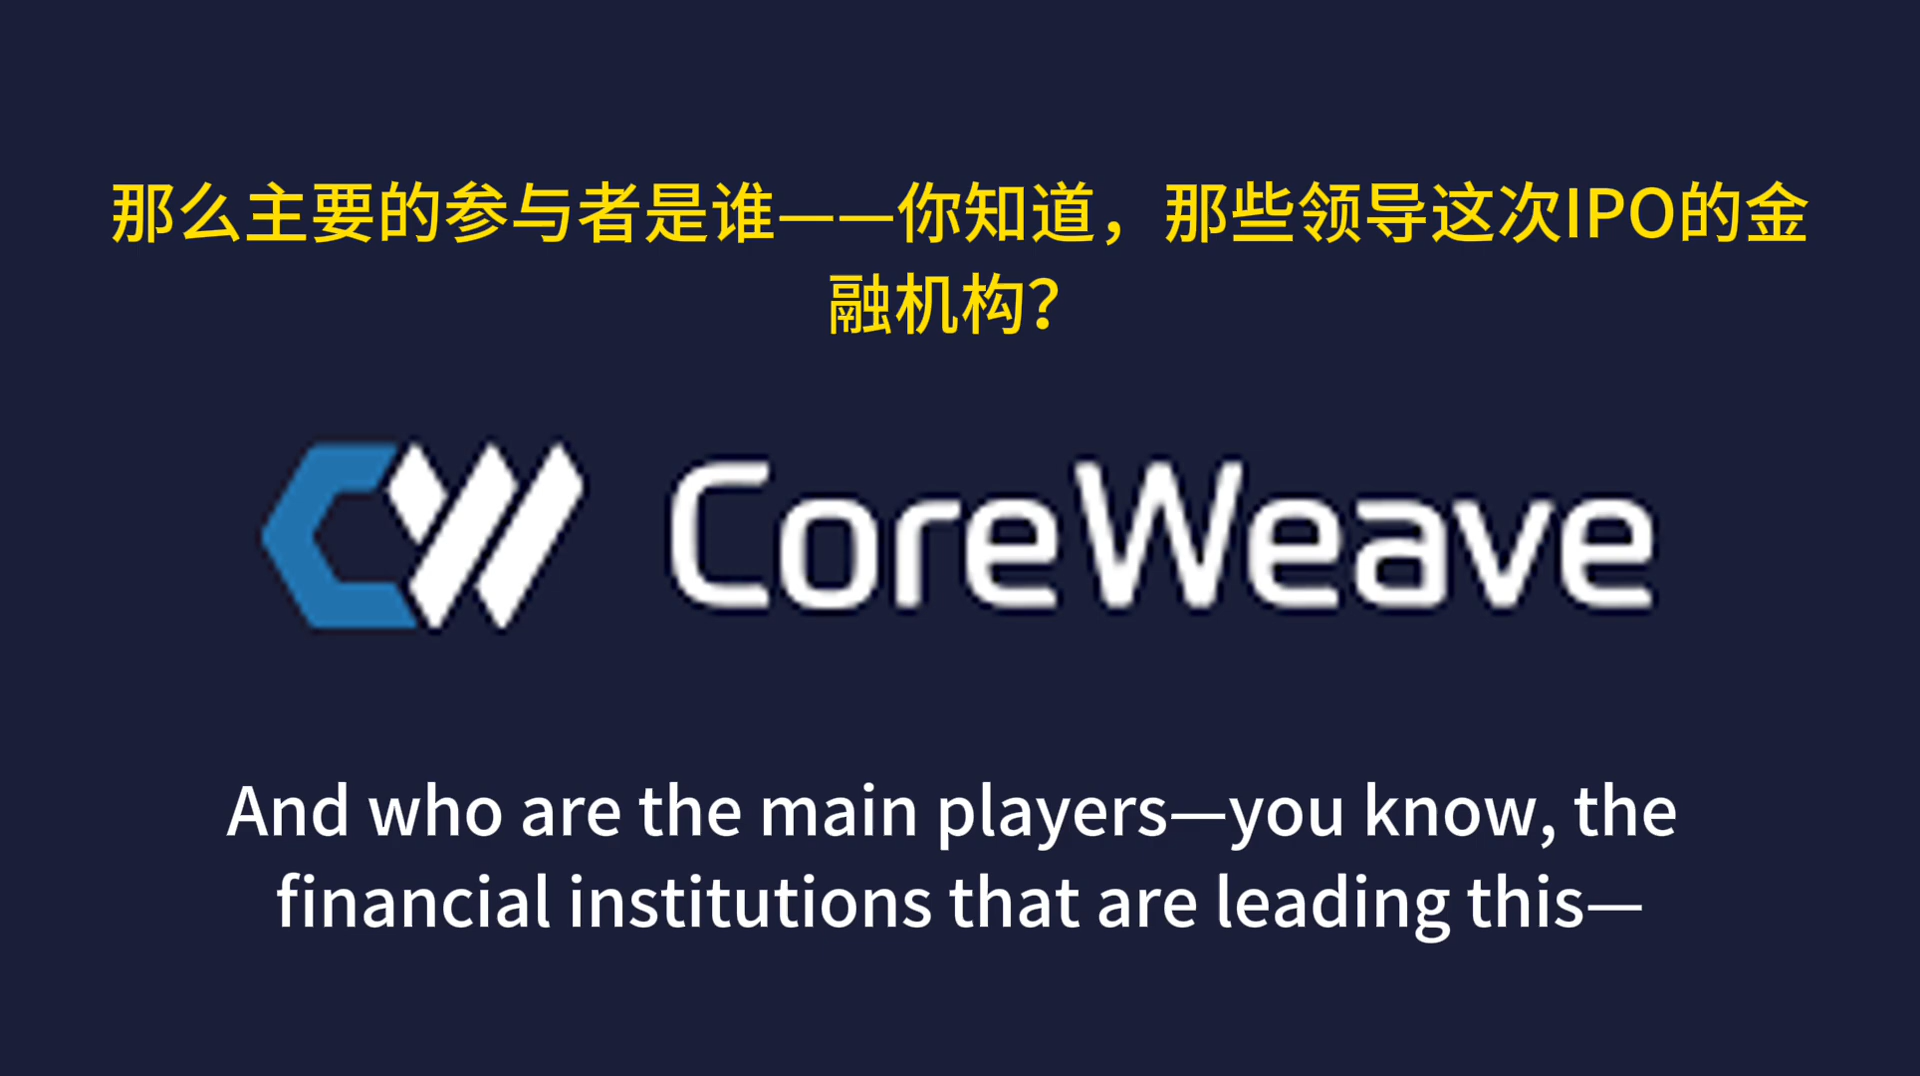 那么主要的参与者是谁——你知道，那些领导这次IPO的金
融机构？
CoreWeave
And who are the main players—you know, the
financial institutions that are leading this—